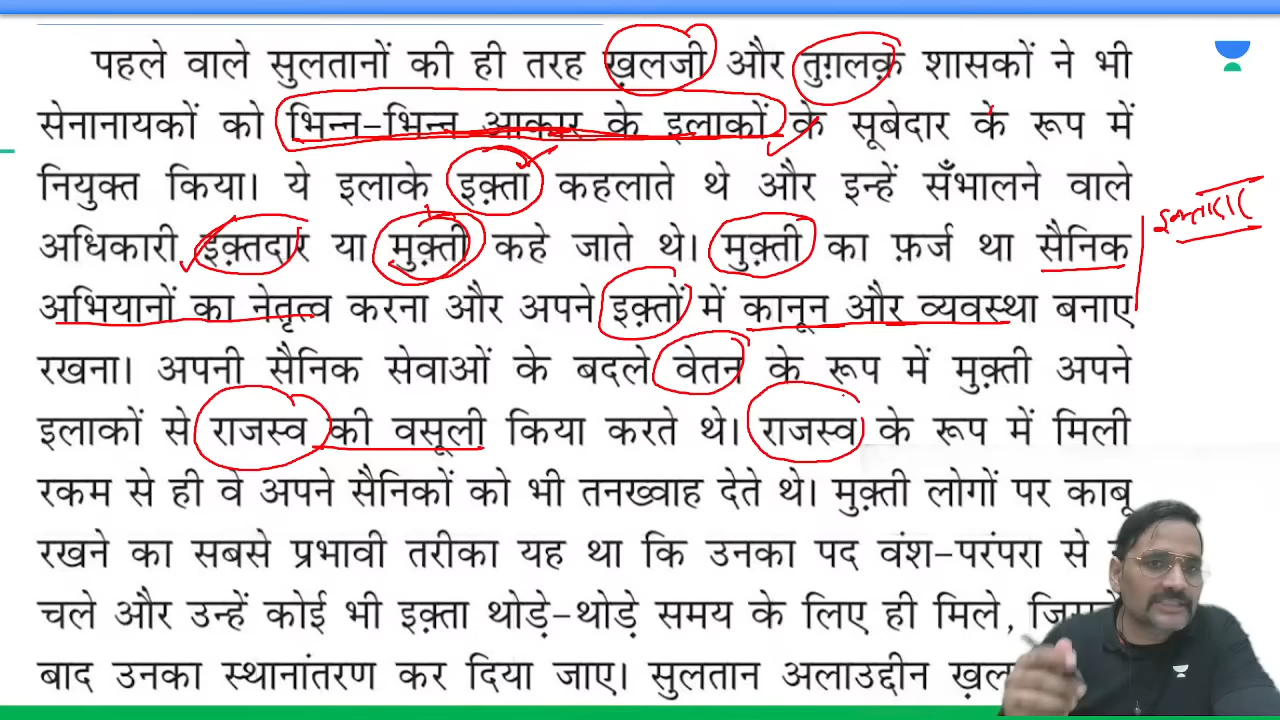 पहले वाले सुलतानों की ही तरह ख़लजी और तुग़लक़ शासकों ने भी
सेनानायकों को भिन्न-भिन्न आकार के इलाकों के सूबेदार के रूप में
नियुक्त किया। ये इलाके इक़्ता कहलाते थे और इन्हें सँभालने वाले
अधिकारी इक़्तदार या मुक़्ती कहे जाते थे। मुक़्ती का फ़र्ज था सैनिक
अभियानों का नेतृत्व करना और अपने इक़्तों में कानून और व्यवस्था बनाए
रखना। अपनी सैनिक सेवाओं के बदले वेतन के रूप में मुक़्ती अपने
इलाकों से राजस्व की वसूली किया करते थे। राजस्व के रूप में मिली
रकम से ही वे अपने सैनिकों को भी तनख्वाह देते थे। मुक़्ती लोगों पर काबू
रखने का सबसे प्रभावी तरीका यह था कि उनका पद वंश-परंपरा से
चले और उन्हें कोई भी इक़्ता थोड़े-थोड़े समय के लिए ही मिले,
बाद उनका स्थानांतरण कर दिया जाए। सुलतान अलाउद्दीन